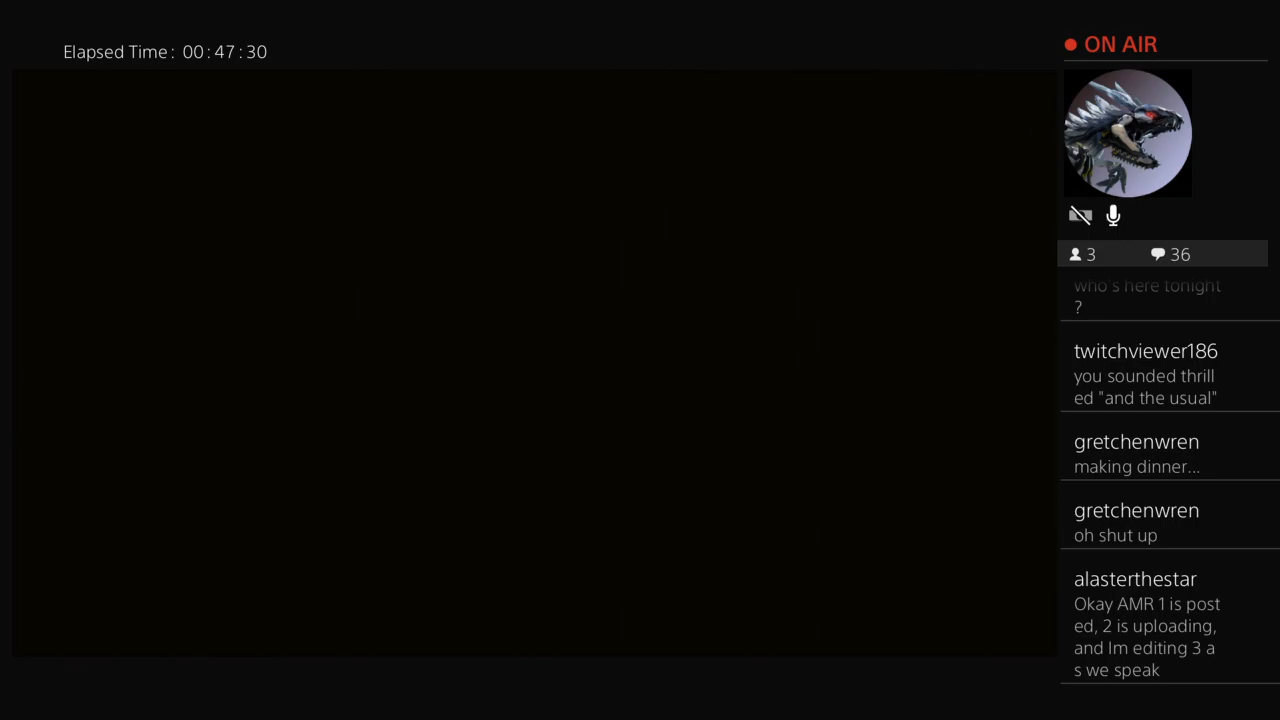 Elapsed Time: 00:47:30
ON AIR
3 36
who's here tonight
?
twitchviewer186
you sounded thrill
ed "and the usual"
gretchenwren
making dinner...
gretchenwren
oh shut up
alasterthestar
Okay AMR 1 is post
ed, 2 is uploading,
and Im editing 3 a
s we speak